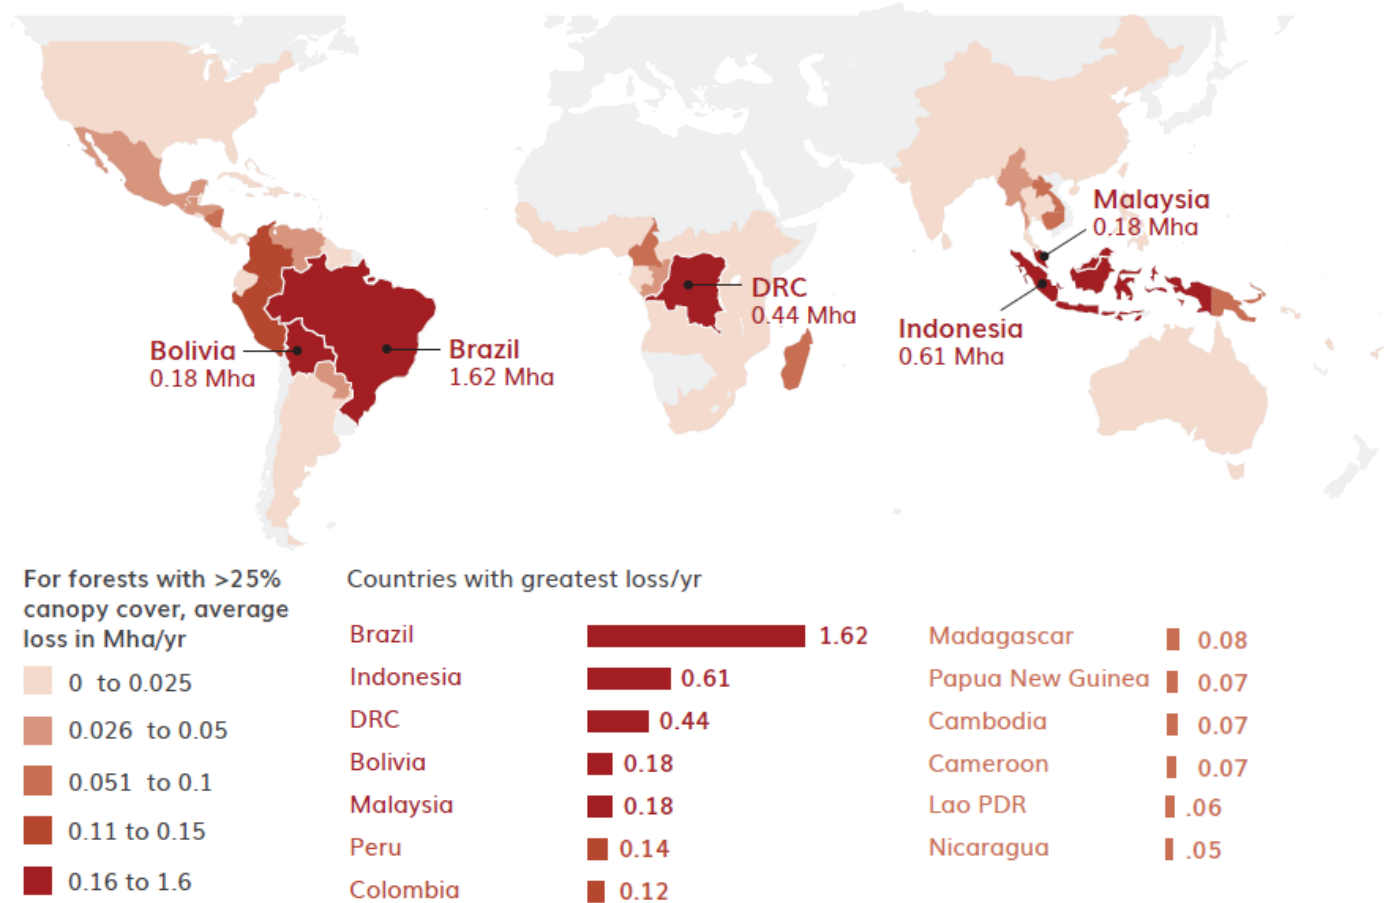 Malaysia
0.18 Mha
DRC
0.44 Mha
Indonesia
0.61 Mha
Bolivia
0.18 Mha
Brazil
1.62 Mha
For forests with >25%
canopy cover, average
loss in Mha/yr
0 to 0.025
0.026 to 0.05
0.051 to 0.1
0.11 to 0.15
0.16 to 1.6
Countries with greatest loss/yr
Brazil 1.62
Indonesia 0.61
DRC 0.44
Bolivia 0.18
Malaysia 0.18
Peru 0.14
Colombia 0.12
Madagascar 0.08
Papua New Guinea 0.07
Cambodia 0.07
Cameroon 0.07
Lao PDR .06
Nicaragua .05